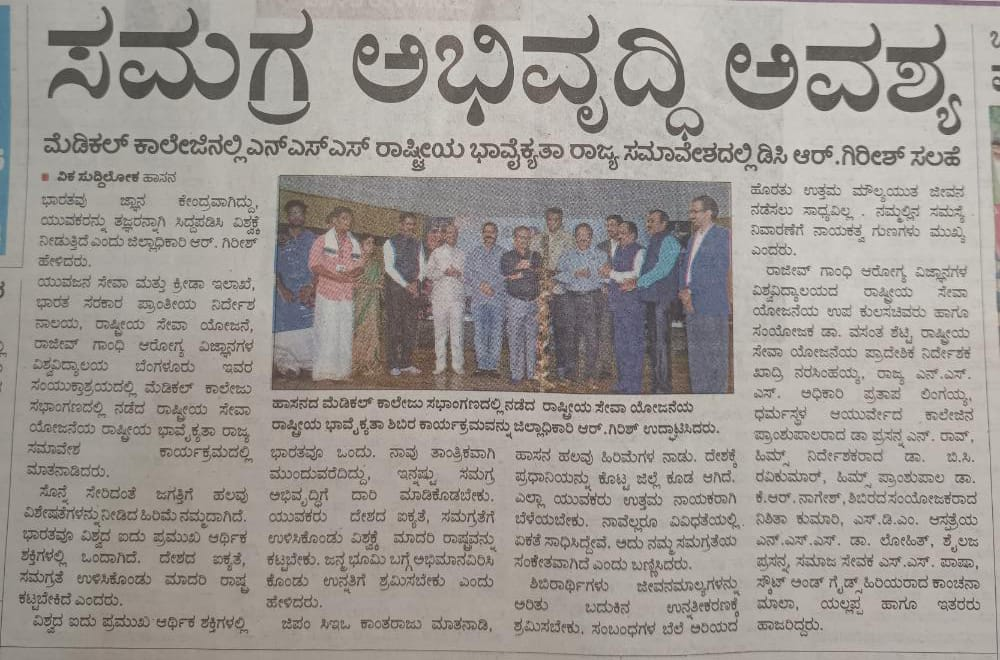 ಸಮಗ್ರ ಅಭಿವೃದ್ಧಿ ಅವಶ್ಯ
ಮೆಡಿಕಲ್ ಕಾಲೇಜಿನಲ್ಲಿ ಎನ್ಎಸ್ಎಸ್ ರಾಷ್ಟ್ರೀಯ ಭಾವೈಕ್ಯತಾ ರಾಜ್ಯ ಸಮಾವೇಶದಲ್ಲಿ ಡಿಸಿ ಆರ್.ಗಿರೀಶ್ ಸಲಹೆ
■ ವಿಕ ಸುದ್ದಿಲೋಕ ಹಾಸನ
ಭಾರತವು ಜ್ಞಾನ ಕೇಂದ್ರವಾಗಿದ್ದು,
ಯುವಕರನ್ನು ತಜ್ಞರನ್ನಾಗಿ ಸಿದ್ಧಪಡಿಸಿ ವಿಶ್ವಕ್ಕೆ
ನೀಡುತ್ತಿದೆ ಎಂದು ಜಿಲ್ಲಾಧಿಕಾರಿ ಆರ್. ಗಿರೀಶ್
ಹೇಳಿದರು.
ಯುವಜನ ಸೇವಾ ಮತ್ತು ಕ್ರೀಡಾ ಇಲಾಖೆ,
ಭಾರತ ಸರಕಾರ ಪ್ರಾಂತೀಯ ನಿರ್ದೇಶ
ನಾಲಯ, ರಾಷ್ಟ್ರೀಯ ಸೇವಾ ಯೋಜನೆ,
ರಾಜೀವ್ ಗಾಂಧಿ ಆರೋಗ್ಯ ವಿಜ್ಞಾನಗಳ
ವಿಶ್ವವಿದ್ಯಾಲಯ ಬೆಂಗಳೂರು ಇವರ
ಸಂಯುಕ್ತಾಶ್ರಯದಲ್ಲಿ ಮೆಡಿಕಲ್ ಕಾಲೇಜು
ಸಭಾಂಗಣದಲ್ಲಿ ನಡೆದ ರಾಷ್ಟ್ರೀಯ ಸೇವಾ
ಯೋಜನೆಯ ರಾಷ್ಟ್ರೀಯ ಭಾವೈಕ್ಯತಾ ರಾಜ್ಯ
ಸಮಾವೇಶ ಕಾರ್ಯಕ್ರಮದಲ್ಲಿ
ಮಾತನಾಡಿದರು.
ಸೊನ್ನೆ ಸೇರಿದಂತೆ ಜಗತ್ತಿಗೆ ಹಲವು
ವಿಶೇಷತೆಗಳನ್ನು ನೀಡಿದ ಹಿರಿಮೆ ನಮ್ಮದಾಗಿದೆ.
ಭಾರತವೂ ವಿಶ್ವದ ಐದು ಪ್ರಮುಖ ಆರ್ಥಿಕ
ಶಕ್ತಿಗಳಲ್ಲಿ ಒಂದಾಗಿದೆ. ದೇಶದ ಐಕ್ಯತೆ,
ಸಮಗ್ರತೆ ಉಳಿಸಿಕೊಂಡು ಮಾದರಿ ರಾಷ್ಟ್ರ
ಕಟ್ಟಬೇಕಿದೆ ಎಂದರು.
ವಿಶ್ವದ ಐದು ಪ್ರಮುಖ ಆರ್ಥಿಕ ಶಕ್ತಿಗಳಲ್ಲಿ
ಹಾಸನದ ಮೆಡಿಕಲ್ ಕಾಲೇಜು ಸಭಾಂಗಣದಲ್ಲಿ ನಡೆದ ರಾಷ್ಟ್ರೀಯ ಸೇವಾ ಯೋಜನೆಯ
ರಾಷ್ಟ್ರೀಯ ಭಾವೈಕ್ಯತಾ ಶಿಬಿರ ಕಾರ್ಯಕ್ರಮವನ್ನು ಜಿಲ್ಲಾಧಿಕಾರಿ ಆರ್.ಗಿರಿಶ್ ಉದ್ಘಾಟಿಸಿದರು.
ಭಾರತವೂ ಒಂದು. ನಾವು ತಾಂತ್ರಿಕವಾಗಿ
ಮುಂದುವರೆದಿದ್ದು, ಇನ್ನಷ್ಟು ಸಮಗ್ರ
ಅಭಿವೃದ್ಧಿಗೆ ದಾರಿ ಮಾಡಿಕೊಡಬೇಕು.
ಯುವಕರು ದೇಶದ ಐಕ್ಯತೆ, ಸಮಗ್ರತೆಗೆ
ಉಳಿಸಿಕೊಂಡು ವಿಶ್ವಕ್ಕೆ ಮಾದರಿ ರಾಷ್ಟ್ರವನ್ನು
ಕಟ್ಟಬೇಕು. ಜನ್ಮ ಭೂಮಿ ಬಗ್ಗೆ ಅಭಿಮಾನವಿರಿಸಿ
ಕೊಂಡು ಉನ್ನತಿಗೆ ಶ್ರಮಿಸಬೇಕು ಎಂದು
ಹೇಳಿದರು.
ಜಿಪಂ ಸಿಇಒ ಕಾಂತರಾಜು ಮಾತನಾಡಿ,
ಹಾಸನ ಹಲವು ಹಿರಿಮೆಗಳ ನಾಡು. ದೇಶಕ್ಕೆ
ಪ್ರಧಾನಿಯನ್ನು ಕೊಟ್ಟ ಜಿಲ್ಲೆ ಕೂಡ ಆಗಿದೆ.
ಎಲ್ಲಾ ಯುವಕರು ಉತ್ತಮ ನಾಯಕರಾಗಿ
ಬೆಳೆಯಬೇಕು. ನಾವೆಲ್ಲರೂ ವಿವಿಧತೆಯಲ್ಲಿ
ಏಕತೆ ಸಾಧಿಸಿದ್ದೇವೆ. ಅದು ನಮ್ಮ ಸಮಗ್ರತೆಯ
ಸಂಕೇತವಾಗಿದೆ ಎಂದು ಬಣ್ಣಿಸಿದರು.
ಶಿಬಿರಾರ್ಥಿಗಳು ಜೀವನಮೌಲ್ಯಗಳನ್ನು
ಅರಿತು ಬದುಕಿನ ಉನ್ನತೀಕರಣಕ್ಕೆ
ಶ್ರಮಿಸಬೇಕು. ಸಂಬಂಧಗಳ ಬೆಲೆ ಅರಿಯದ
ಹೊರತು ಉತ್ತಮ ಮೌಲ್ಯಯುತ ಜೀವನ
ನಡೆಸಲು ಸಾಧ್ಯವಿಲ್ಲ. ನಮ್ಮಲ್ಲಿನ ಸಮಸ್ಯೆ
ನಿವಾರಣೆಗೆ ನಾಯಕತ್ವ ಗುಣಗಳು ಮುಖ್ಯ
ಎಂದರು.
ರಾಜೀವ್ ಗಾಂಧಿ ಆರೋಗ್ಯ ವಿಜ್ಞಾನಗಳ
ವಿಶ್ವವಿದ್ಯಾಲಯದ ರಾಷ್ಟ್ರೀಯ ಸೇವಾ
ಯೋಜನೆಯ ಉಪ ಕುಲಸಚಿವರು ಹಾಗೂ
ಸಂಯೋಜಕ ಡಾ. ವಸಂತ ಶೆಟ್ಟಿ, ರಾಷ್ಟ್ರೀಯ
ಸೇವಾ ಯೋಜನೆಯ ಪ್ರಾದೇಶಿಕ ನಿರ್ದೇಶಕ
ಖಾದ್ರಿ ನರಸಿಂಹಯ್ಯ, ರಾಜ್ಯ ಎನ್.ಎಸ್.
ಎಸ್. ಅಧಿಕಾರಿ ಪ್ರತಾಪ ಲಿಂಗಯ್ಯ,
ಧರ್ಮಸ್ಥಳ ಆಯುರ್ವೇದ ಕಾಲೇಜಿನ
ಪ್ರಾಂಶುಪಾಲರಾದ ಡಾ ಪ್ರಸನ್ನ ಎನ್. ರಾವ್,
ಹಿಮ್ಸ್ ನಿರ್ದೇಶಕರಾದ ಡಾ. ಬಿ.ಸಿ.
ರವಿಕುಮಾರ್, ಹಿಮ್ಸ್ ಪ್ರಾಂಶುಪಾಲ ಡಾ.
ಕೆ.ಆರ್. ನಾಗೇಶ್, ಶಿಬಿರದ ಸಂಯೋಜಕರಾದ
ನಿಶಿತಾ ಕುಮಾರಿ, ಎಸ್.ಡಿ.ಎಂ. ಆಸ್ಪತ್ರೆಯ
ಎನ್.ಎಸ್.ಎಸ್. ಡಾ. ಲೋಹಿತ್, ಶೈಲಜ
ಪ್ರಸನ್ನ, ಸಮಾಜ ಸೇವಕ ಎಸ್.ಎಸ್. ಪಾಷಾ,
ಸ್ಕೌಟ್ ಅಂಡ್ ಗೈಡ್ಸ್ ಹಿರಿಯರಾದ ಕಾಂಚನಾ
ಮಾಲಾ, ಯಲ್ಲಪ್ಪ ಹಾಗೂ ಇತರರು
ಹಾಜರಿದ್ದರು.